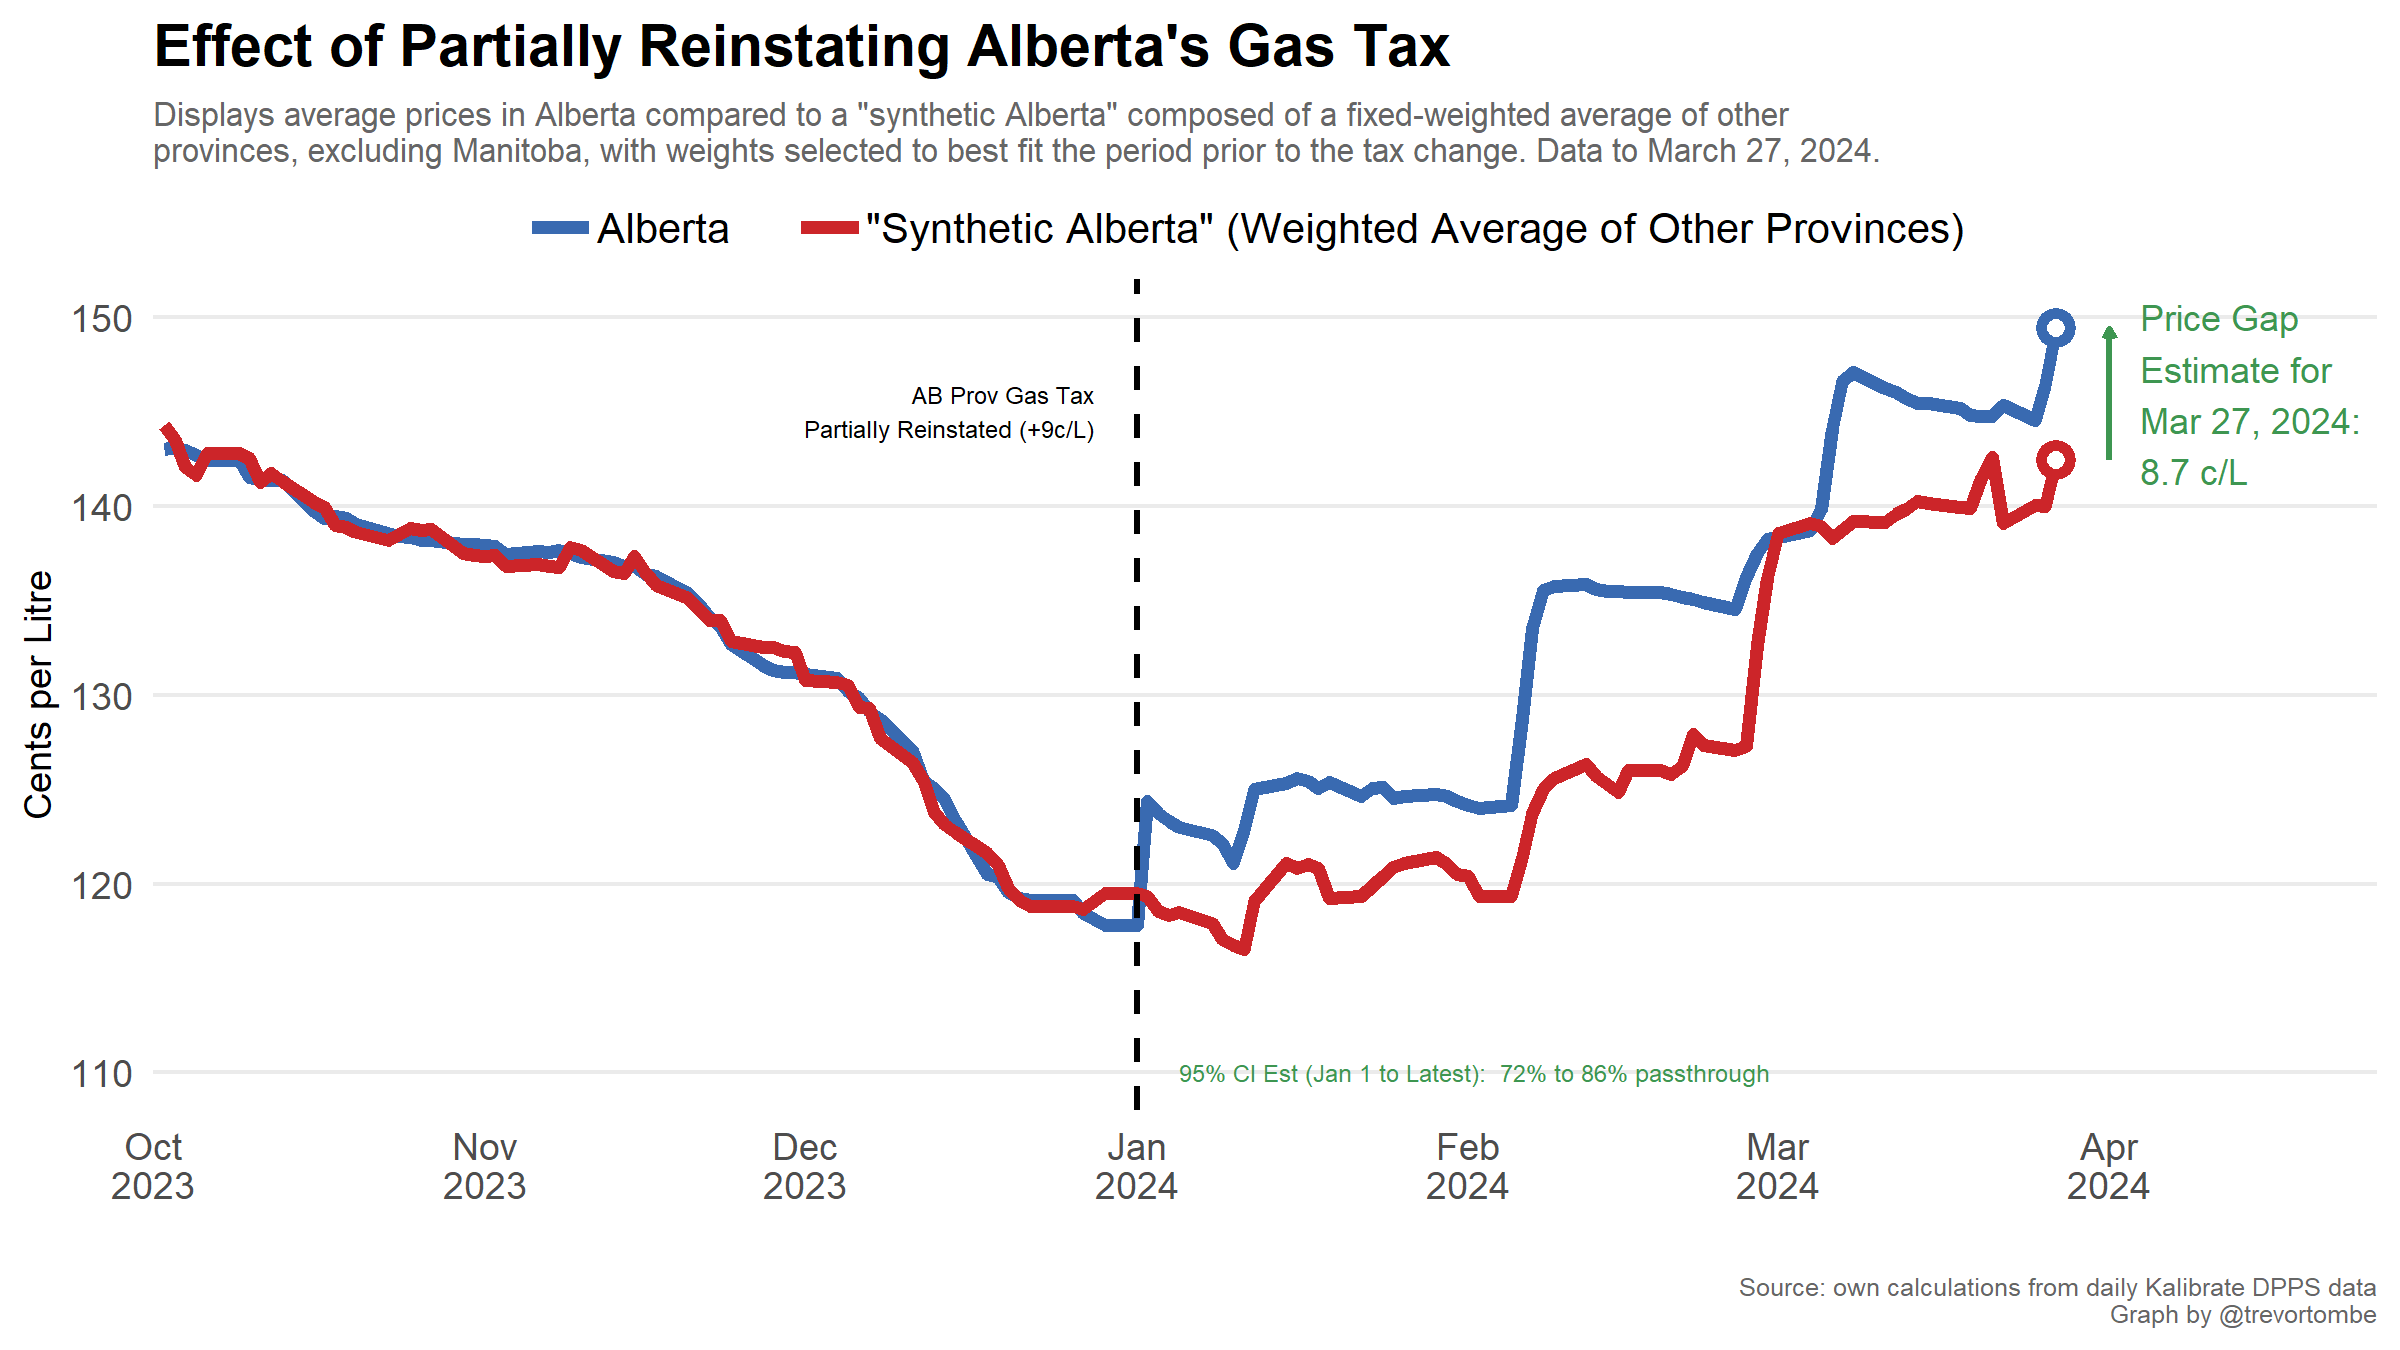 Effect of Partially Reinstating Alberta's Gas Tax
Displays average prices in Alberta compared to a "synthetic Alberta" composed of a fixed-weighted average of other
provinces, excluding Manitoba, with weights selected to best fit the period prior to the tax change. Data to March 27, 2024.
Alberta
"Synthetic Alberta" (Weighted Average of Other Provinces)
Cents per Litre
150
140
130
120
110
AB Prov Gas Tax
Partially Reinstated (+9c/L)
Price Gap
Estimate for
Mar 27, 2024:
8.7 c/L
95% CI Est (Jan 1 to Latest):  72% to 86% passthrough
Oct
2023
Nov
2023
Dec
2023
Jan
2024
Feb
2024
Mar
2024
Apr
2024
Source: own calculations from daily Kalibrate DPPS data
Graph by @trevortombe